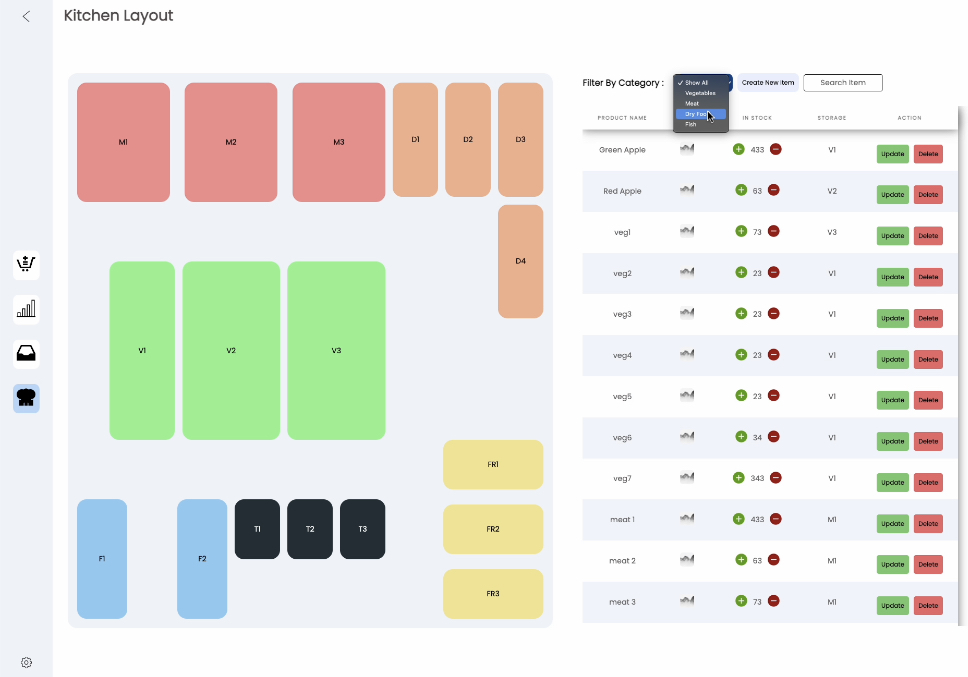 Kitchen Layout
M1
M2
M3
D1
D2
D3
D4
V1
V2
V3
FR1
FR2
FR3
F1
F2
T1
T2
T3
Filter By Category :
✓ Show All
Vegetables
Meat
Fish
Create New Item
Search Item
PRODUCT NAME IN STOCK STORAGE ACTION
Green Apple 433 V1 Update Delete
Red Apple 63 V2 Update Delete
veg1 73 V3 Update Delete
veg2 23 V1 Update Delete
veg3 23 V1 Update Delete
veg4 23 V1 Update Delete
veg5 23 V1 Update Delete
veg6 34 V1 Update Delete
veg7 343 V1 Update Delete
meat 1 433 M1 Update Delete
meat 2 63 M1 Update Delete
meat 3 73 M1 Update Delete